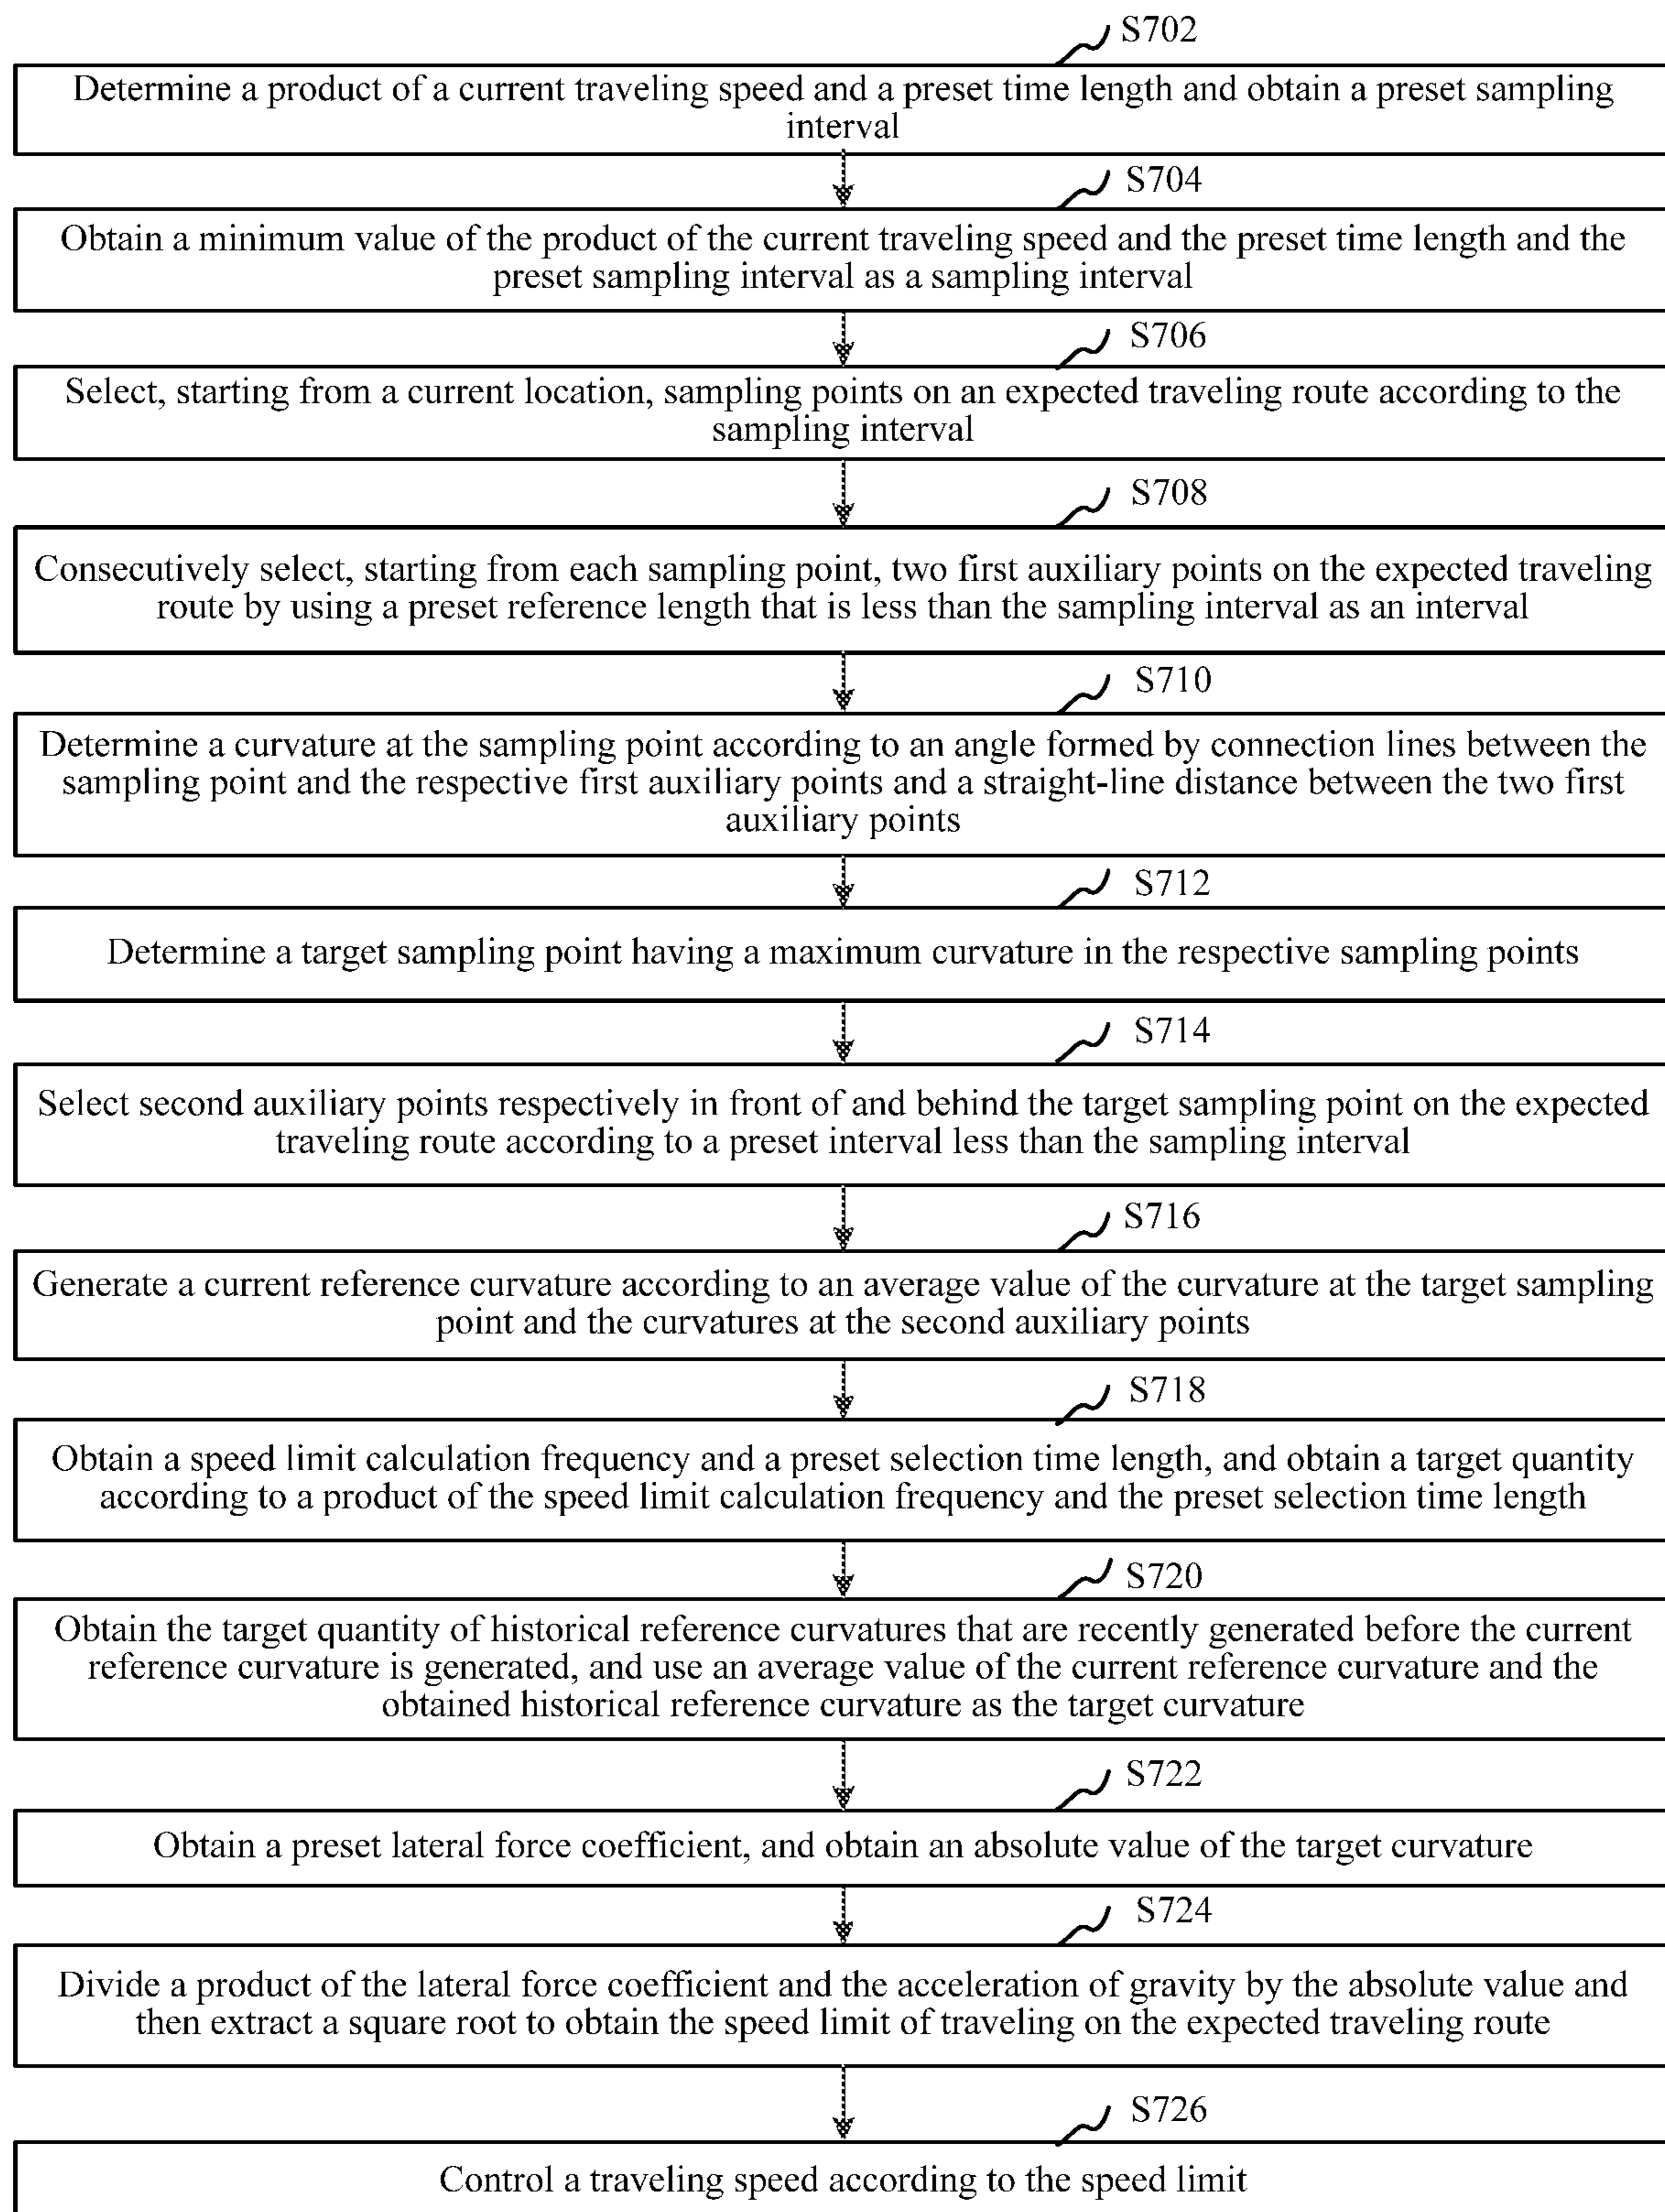 S702
Determine a product of a current traveling speed and a preset time length and obtain a preset sampling
interval
S704
Obtain a minimum value of the product of the current traveling speed and the preset time length and the
preset sampling interval as a sampling interval
S706
Select, starting from a current location, sampling points on an expected traveling route according to the
sampling interval
S708
Consecutively select, starting from each sampling point, two first auxiliary points on the expected traveling
route by using a preset reference length that is less than the sampling interval as an interval
S710
Determine a curvature at the sampling point according to an angle formed by connection lines between the
sampling point and the respective first auxiliary points and a straight-line distance between the two first
auxiliary points
S712
Determine a target sampling point having a maximum curvature in the respective sampling points
S714
Select second auxiliary points respectively in front of and behind the target sampling point on the expected
traveling route according to a preset interval less than the sampling interval
S716
Generate a current reference curvature according to an average value of the curvature at the target sampling
point and the curvatures at the second auxiliary points
S718
Obtain a speed limit calculation frequency and a preset selection time length, and obtain a target quantity
according to a product of the speed limit calculation frequency and the preset selection time length
S720
Obtain the target quantity of historical reference curvatures that are recently generated before the current
reference curvature is generated, and use an average value of the current reference curvature and the
obtained historical reference curvature as the target curvature
S722
Obtain a preset lateral force coefficient, and obtain an absolute value of the target curvature
S724
Divide a product of the lateral force coefficient and the acceleration of gravity by the absolute value and
then extract a square root to obtain the speed limit of traveling on the expected traveling route
S726
Control a traveling speed according to the speed limit